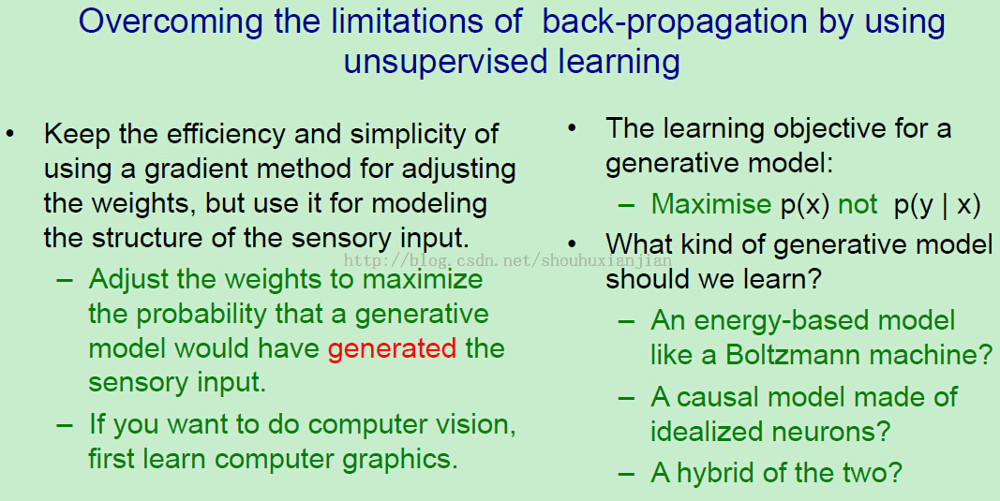 Overcoming the limitations of back-propagation by using
unsupervised learning
• Keep the efficiency and simplicity of
using a gradient method for adjusting
the weights, but use it for modeling
the structure of the sensory input.
– Adjust the weights to maximize
the probability that a generative
model would have generated the
sensory input.
– If you want to do computer vision,
first learn computer graphics.
• The learning objective for a
generative model:
– Maximise p(x) not p(y | x)
• What kind of generative model
should we learn?
– An energy-based model
like a Boltzmann machine?
– A causal model made of
idealized neurons?
– A hybrid of the two?
http://blog.csdn.net/shouhuxianjian